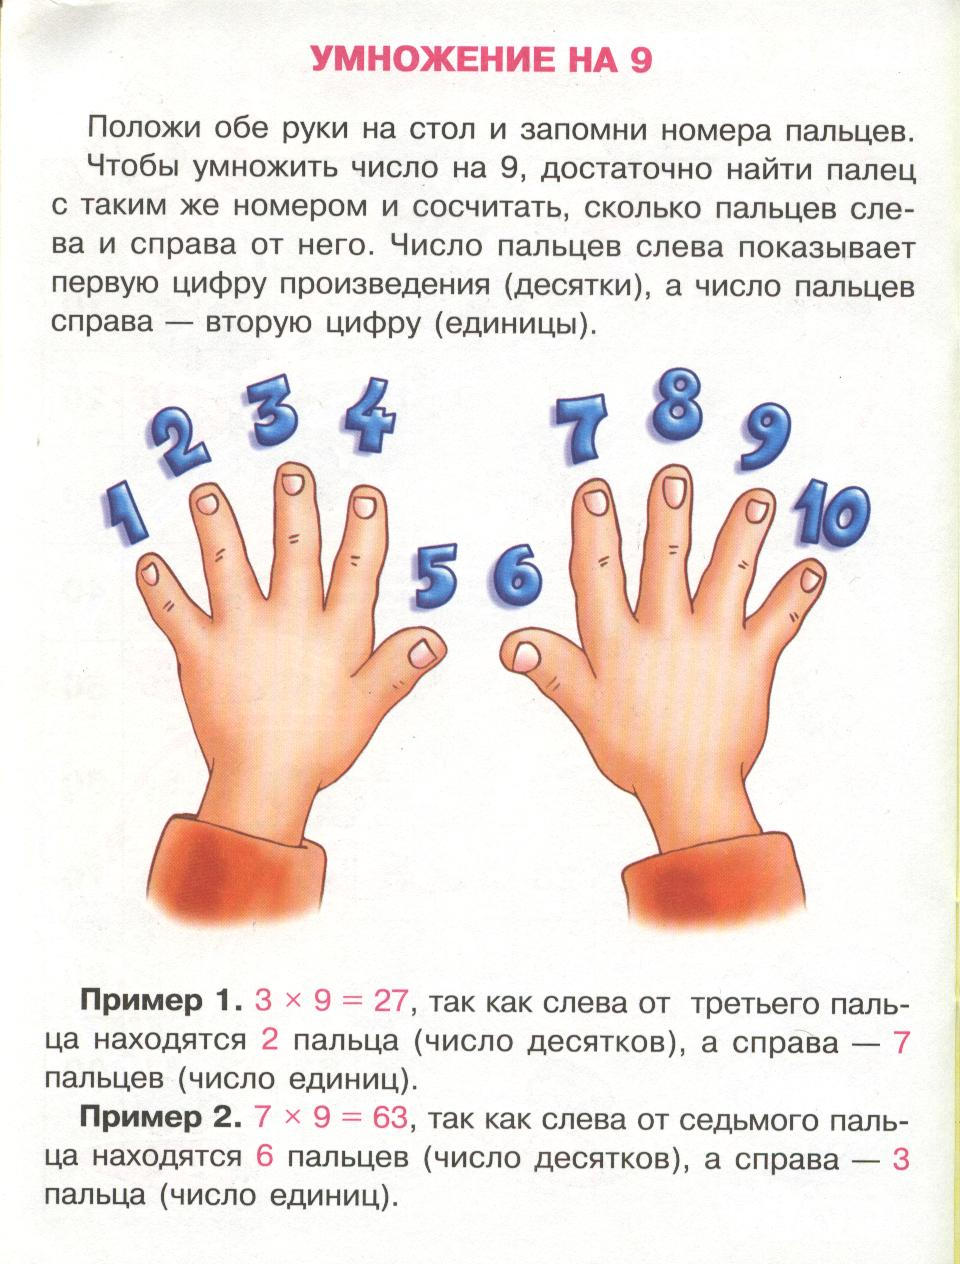 УМНОЖЕНИЕ НА 9
Положи обе руки на стол и запомни номера пальцев.
Чтобы умножить число на 9, достаточно найти палец
с таким же номером и сосчитать, сколько пальцев сле-
ва и справа от него. Число пальцев слева показывает
первую цифру произведения (десятки), а число пальцев
справа — вторую цифру (единицы).
1 2 3 4 5 6 7 8 9 10
Пример 1. 3 × 9 = 27, так как слева от третьего паль-
ца находятся 2 пальца (число десятков), а справа — 7
пальцев (число единиц).
Пример 2. 7 × 9 = 63, так как слева от седьмого паль-
ца находятся 6 пальцев (число десятков), а справа — 3
пальца (число единиц).